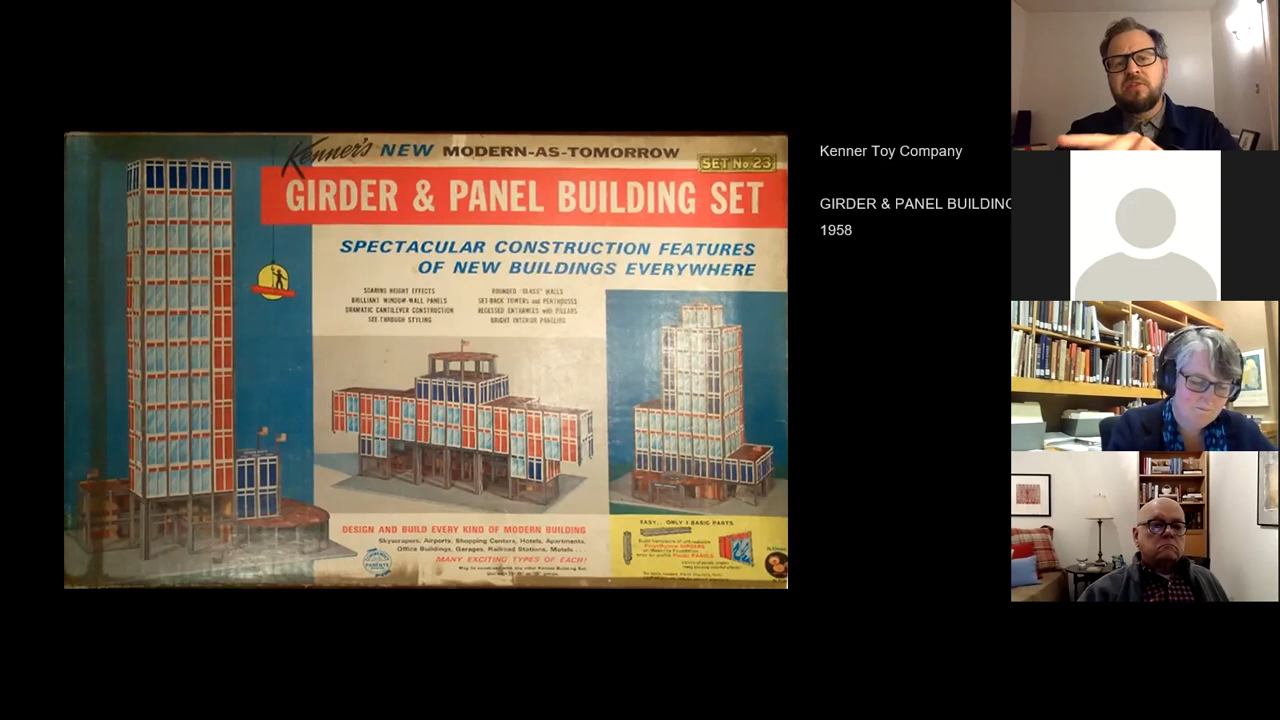 Kenner's NEW MODERN-AS-TOMORROW
SET No. 23
GIRDER & PANEL BUILDING SET
SPECTACULAR CONSTRUCTION FEATURES
OF NEW BUILDINGS EVERYWHERE
SOARING HEIGHT EFFECTS
BRILLIANT WINDOW-WALL PANELS
DRAMATIC CANTILEVER CONSTRUCTION
SEE-THROUGH STYLING
ROUNDED "GLASS" WALLS
SET-BACK TOWERS and PENTHOUSES
RECESSED ENTRANCES with PILLARS
BRIGHT INTERIOR PANELING
DESIGN AND BUILD EVERY KIND OF MODERN BUILDING
Skyscrapers, Airports, Shopping Centers, Hotels, Apartments,
Office Buildings, Garages, Railroad Stations, Motels . . .
MANY EXCITING TYPES OF EACH!
EASY... ONLY 3 BASIC PARTS
PARENTS'
Kenner Toy Company
GIRDER & PANEL BUILDING
1958